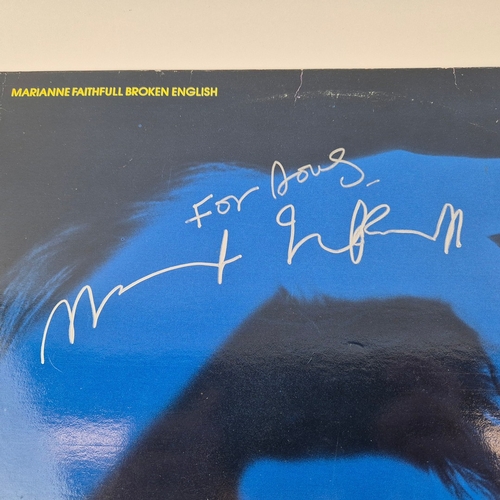 MARIANNE FAITHFULL BROKEN ENGLISH
For Doug